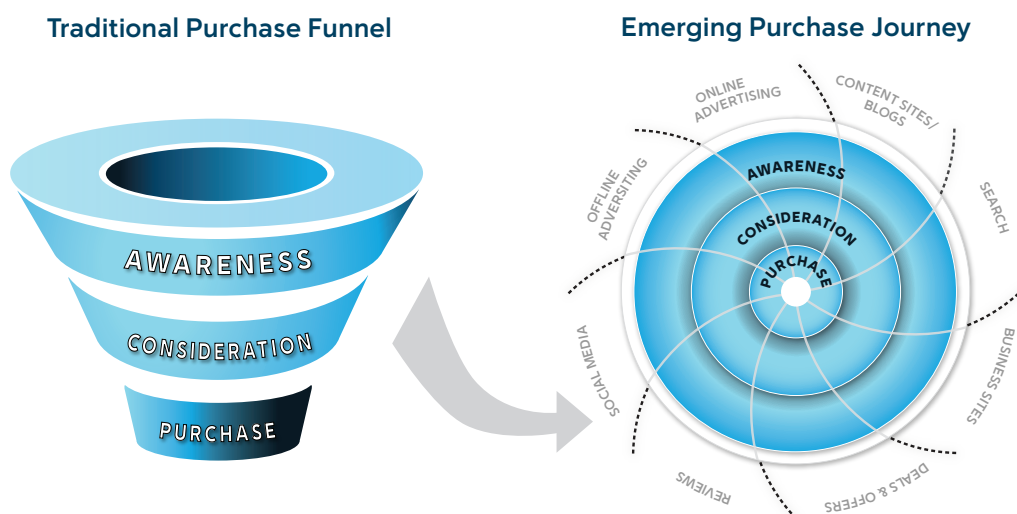 Traditional Purchase Funnel
AWARENESS
CONSIDERATION
PURCHASE
Emerging Purchase Journey
ONLINE
ADVERTISING
CONTENT SITES/
BLOGS
SEARCH
BUSINESS SITES
DEALS & OFFERS
REVIEWS
SOCIAL MEDIA
OFFLINE
ADVERSITING
AWARENESS
CONSIDERATION
PURCHASE